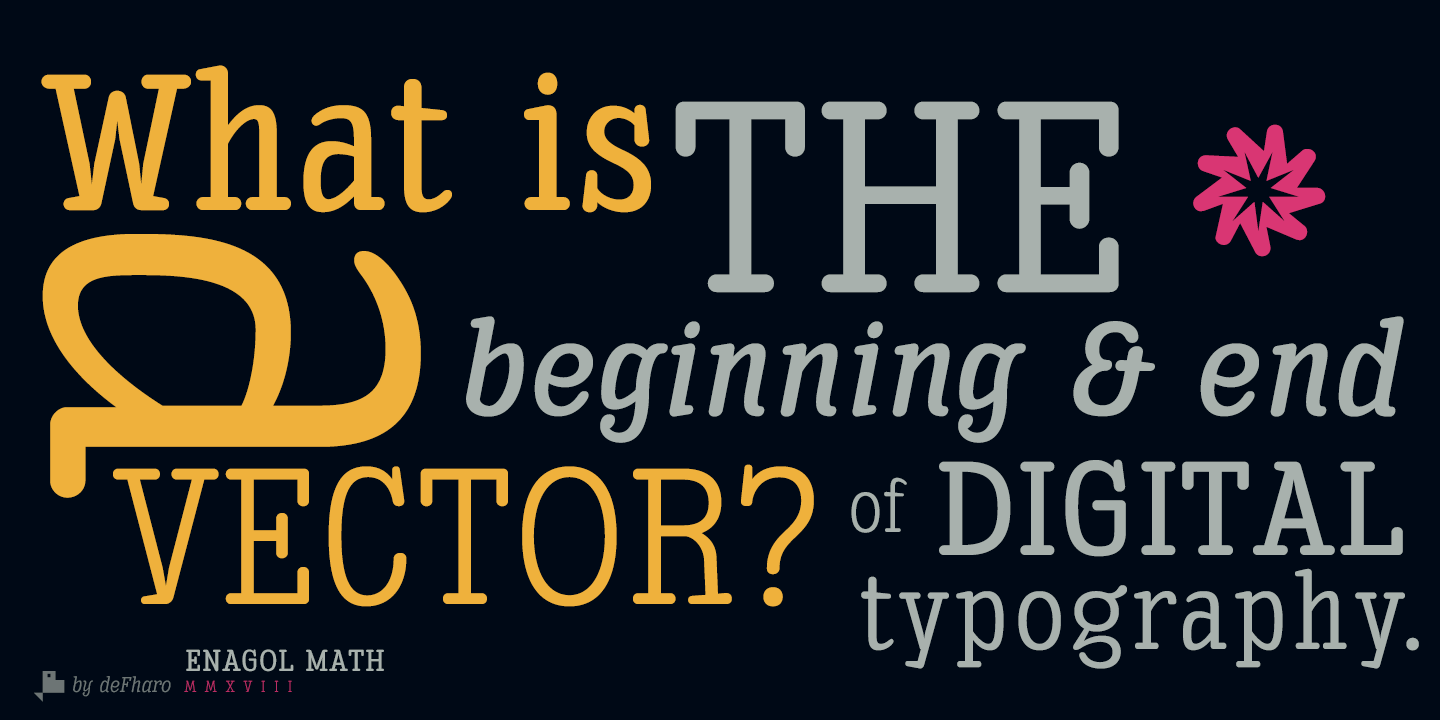 What is
a
VECTOR?
THE
beginning & end
of DIGITAL
typography.
ENAGOL MATH
by deFharo MMXVIII